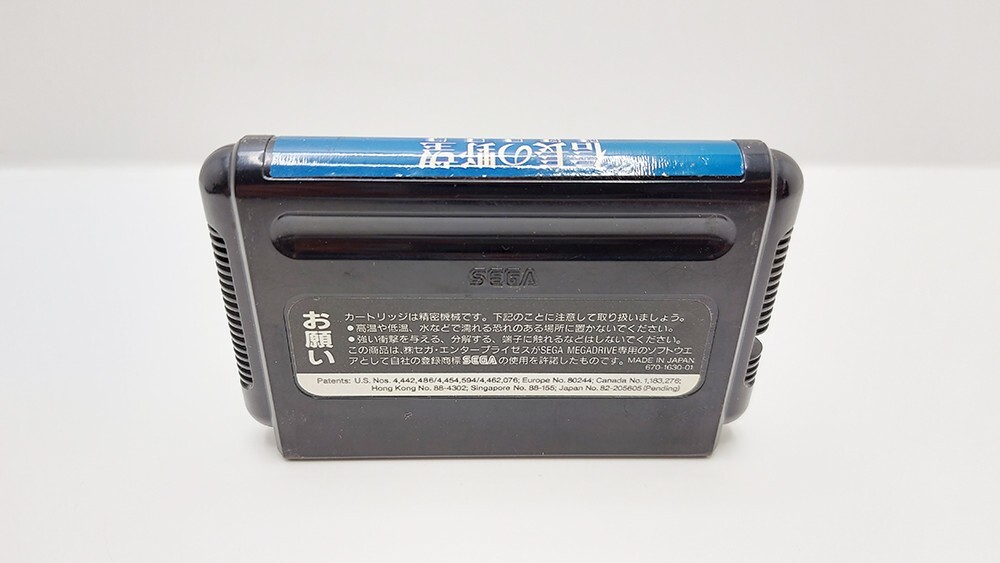 信長の野望
SEGA
お願い
カートリッジは精密機械です。下記のことに注意して取り扱いましょう。
●高温や低温、水などで濡れる恐れのある場所に置かないでください。
●強い衝撃を与える、分解する、端子に触れるなどはしないでください。
この商品は、㈱セガ・エンタープライゼスがSEGA MEGADRIVE専用のソフトウエ
アとして自社の登録商標SEGAの使用を許諾したものです。MADE IN JAPAN
670-1630-01
Patents: U.S. Nos. 4,442,486/4,454,594/4,462,076; Europe No. 80244; Canada No. 1,183,276;
Hong Kong No. 88-4302; Singapore No. 88-155; Japan No. 82-205605 (Pending)